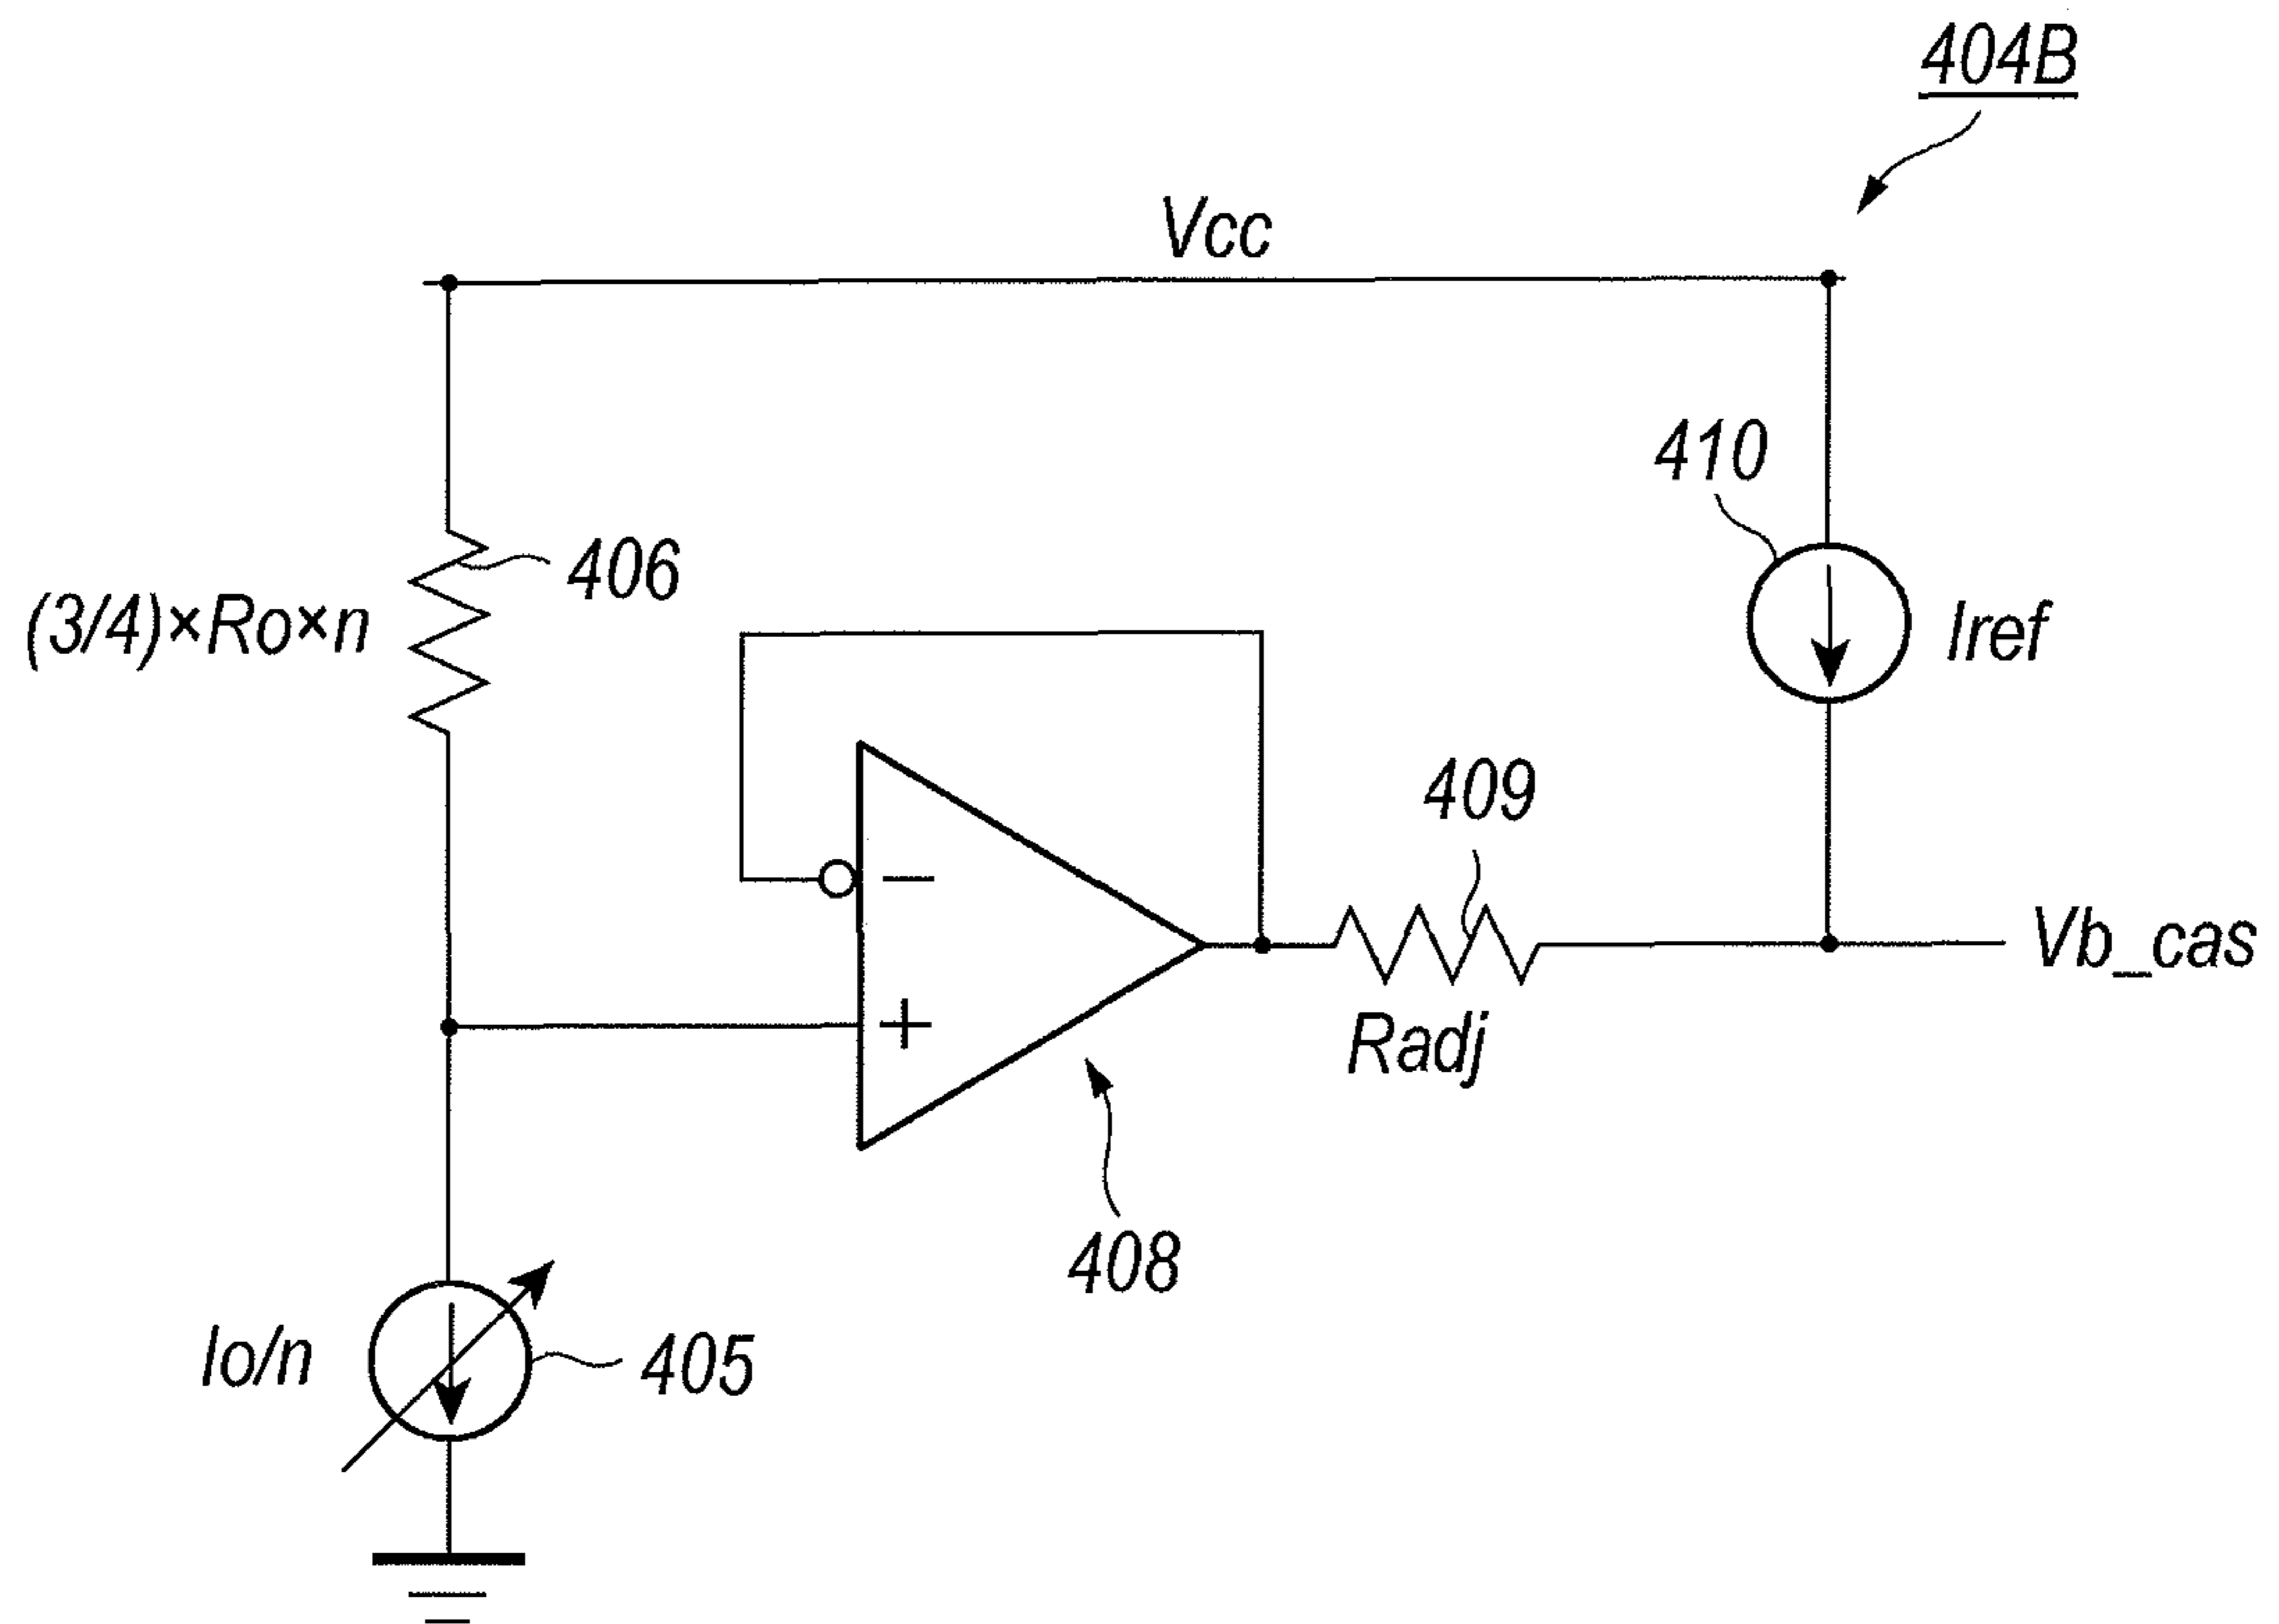 404B
Vcc
410
406
(3/4)×Ro×n
Iref
409
−
Vb_cas
+
Radj
408
Io/n
405